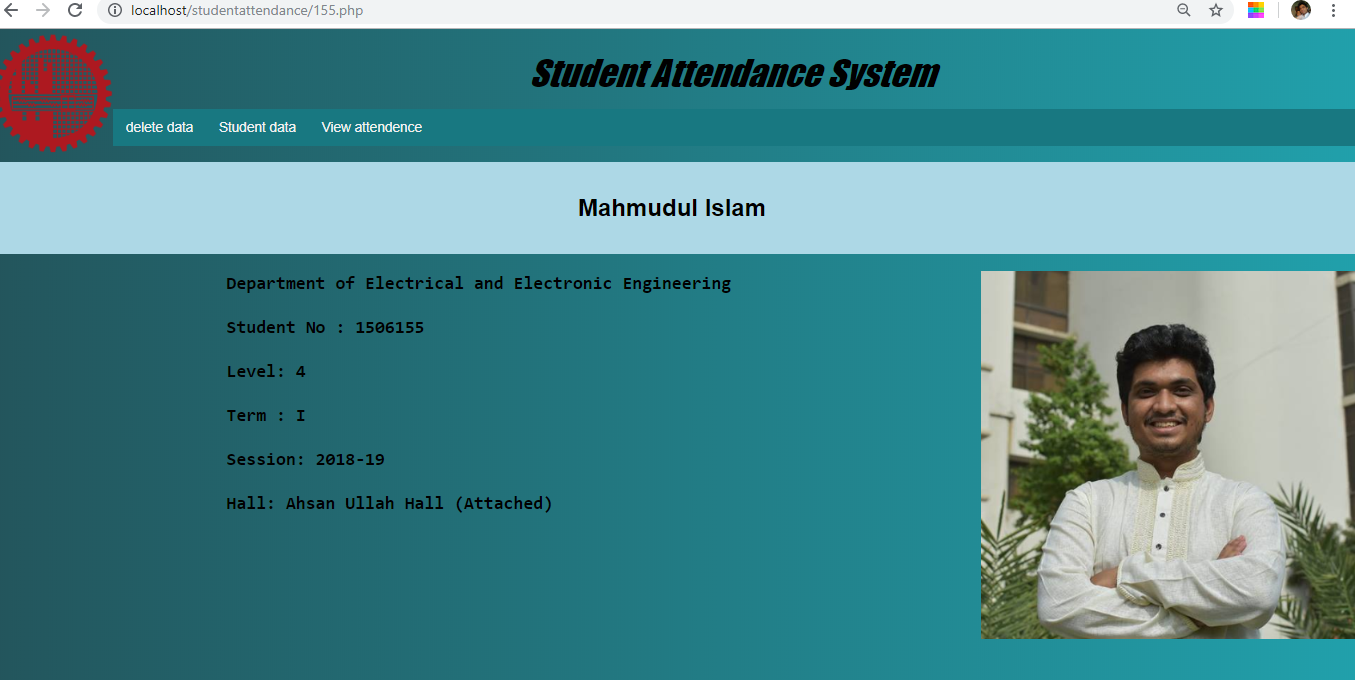 localhost/studentattendance/155.php
Student Attendance System
delete data Student data View attendence
Mahmudul Islam
Department of Electrical and Electronic Engineering
Student No : 1506155
Level: 4
Term : I
Session: 2018-19
Hall: Ahsan Ullah Hall (Attached)